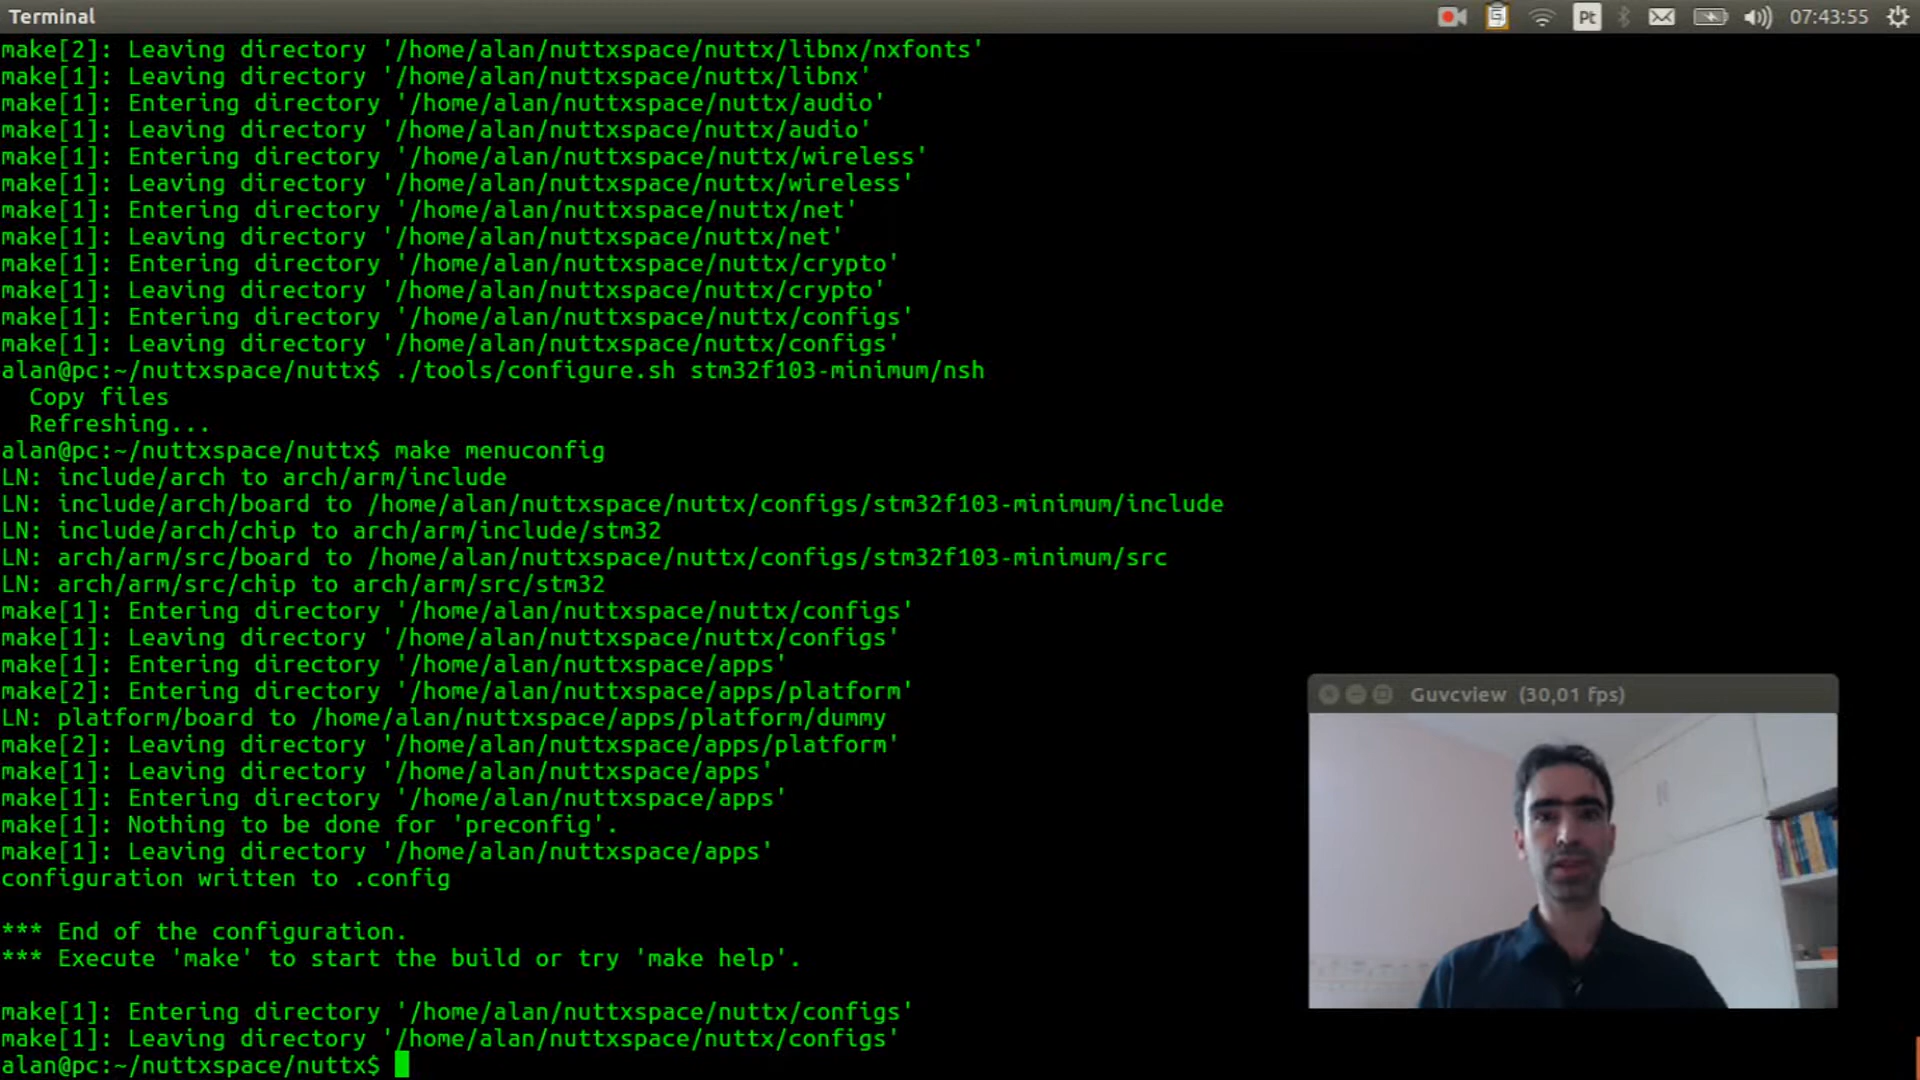 Terminal
Pt
07:43:55
make[2]: Leaving directory '/home/alan/nuttxspace/nuttx/libnx/nxfonts'
make[1]: Leaving directory '/home/alan/nuttxspace/nuttx/libnx'
make[1]: Entering directory '/home/alan/nuttxspace/nuttx/audio'
make[1]: Leaving directory '/home/alan/nuttxspace/nuttx/audio'
make[1]: Entering directory '/home/alan/nuttxspace/nuttx/wireless'
make[1]: Leaving directory '/home/alan/nuttxspace/nuttx/wireless'
make[1]: Entering directory '/home/alan/nuttxspace/nuttx/net'
make[1]: Leaving directory '/home/alan/nuttxspace/nuttx/net'
make[1]: Entering directory '/home/alan/nuttxspace/nuttx/crypto'
make[1]: Leaving directory '/home/alan/nuttxspace/nuttx/crypto'
make[1]: Entering directory '/home/alan/nuttxspace/nuttx/configs'
make[1]: Leaving directory '/home/alan/nuttxspace/nuttx/configs'
alan@pc:~/nuttxspace/nuttx$ ./tools/configure.sh stm32f103-minimum/nsh
Copy files
Refreshing...
alan@pc:~/nuttxspace/nuttx$ make menuconfig
LN: include/arch to arch/arm/include
LN: include/arch/board to /home/alan/nuttxspace/nuttx/configs/stm32f103-minimum/include
LN: include/arch/chip to arch/arm/include/stm32
LN: arch/arm/src/board to /home/alan/nuttxspace/nuttx/configs/stm32f103-minimum/src
LN: arch/arm/src/chip to arch/arm/src/stm32
make[1]: Entering directory '/home/alan/nuttxspace/nuttx/configs'
make[1]: Leaving directory '/home/alan/nuttxspace/nuttx/configs'
make[1]: Entering directory '/home/alan/nuttxspace/apps'
make[2]: Entering directory '/home/alan/nuttxspace/apps/platform'
LN: platform/board to /home/alan/nuttxspace/apps/platform/dummy
make[2]: Leaving directory '/home/alan/nuttxspace/apps/platform'
make[1]: Leaving directory '/home/alan/nuttxspace/apps'
make[1]: Entering directory '/home/alan/nuttxspace/apps'
make[1]: Nothing to be done for 'preconfig'.
make[1]: Leaving directory '/home/alan/nuttxspace/apps'
configuration written to .config
*** End of the configuration.
*** Execute 'make' to start the build or try 'make help'.
make[1]: Entering directory '/home/alan/nuttxspace/nuttx/configs'
make[1]: Leaving directory '/home/alan/nuttxspace/nuttx/configs'
alan@pc:~/nuttxspace/nuttx$
Guvcview (30,01 fps)